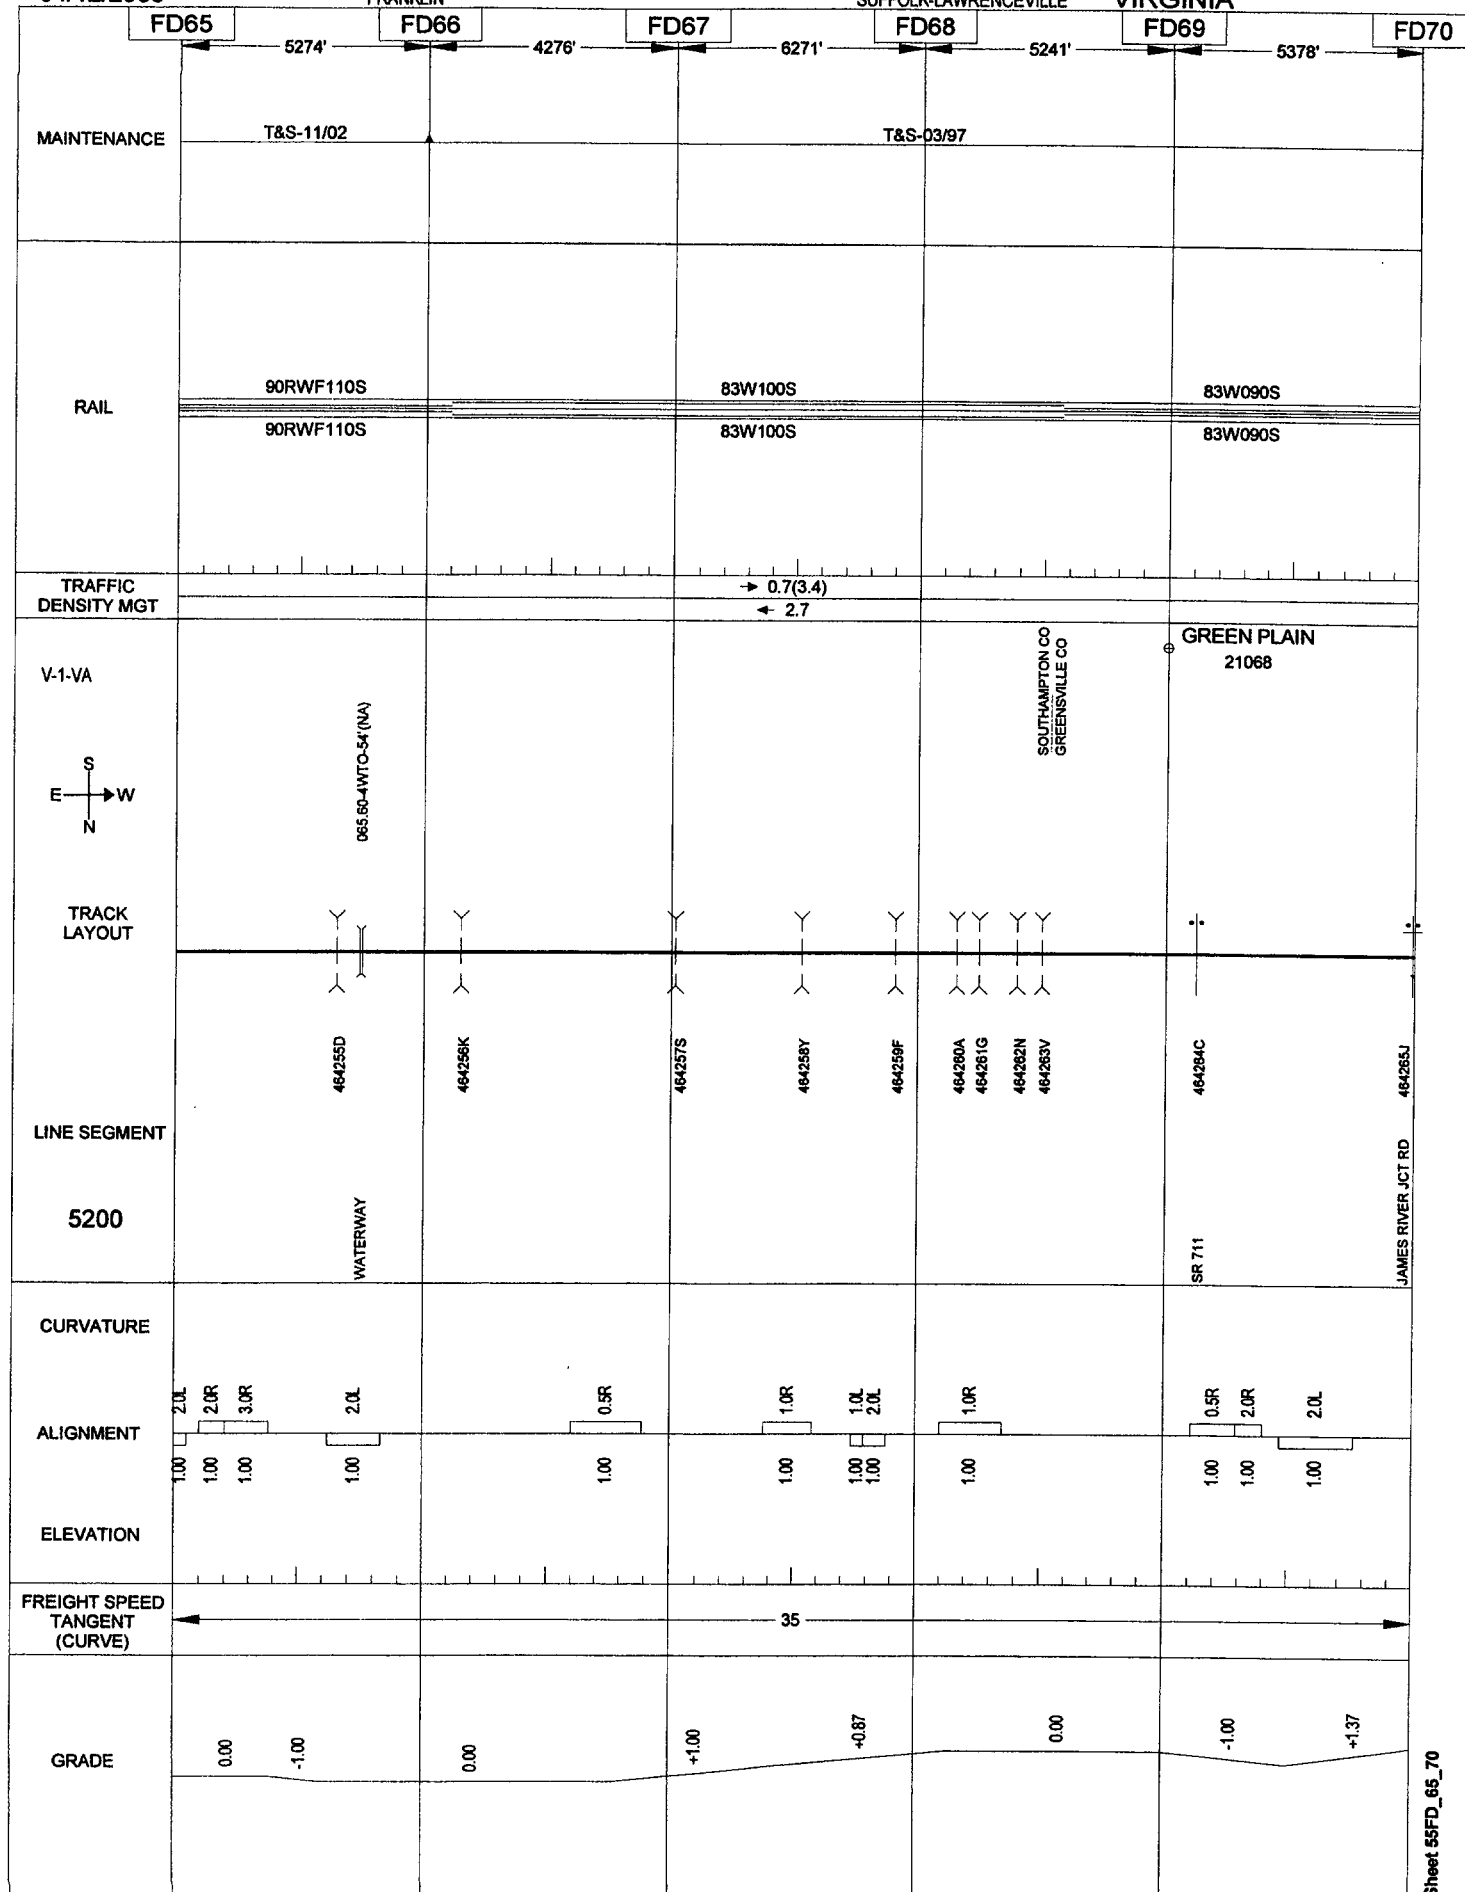 VIRGINIA
FD65 FD66 FD67 FD68 FD69 FD70
5274' 4276' 6271' 5241' 5378'
MAINTENANCE
T&S-11/02 T&S-03/97
RAIL
90RWF110S 83W100S 83W090S
90RWF110S 83W100S 83W090S
TRAFFIC
DENSITY MGT
0.7(3.4)
2.7
V-1-VA
065.60-4WTO-54'(NA)
SOUTHAMPTON CO
GREENSVILLE CO
GREEN PLAIN
21068
S
E W
N
TRACK
LAYOUT
464255D 464256K 464257S 464258Y 464259F 464260A 464261G 464262N 464263V 464264C 464265J
LINE SEGMENT
5200
WATERWAY
SR 711
JAMES RIVER JCT RD
CURVATURE
2.0L 2.0R 3.0R 2.0L 0.5R 1.0R 1.0L 2.0L 1.0R 0.5R 2.0R 2.0L
ALIGNMENT
1.00 1.00 1.00 1.00 1.00 1.00 1.00 1.00 1.00 1.00 1.00 1.00
ELEVATION
FREIGHT SPEED
TANGENT
(CURVE)
35
GRADE
0.00 -1.00 0.00 +1.00 +0.87 0.00 -1.00 +1.37
Sheet 55FD_65_70